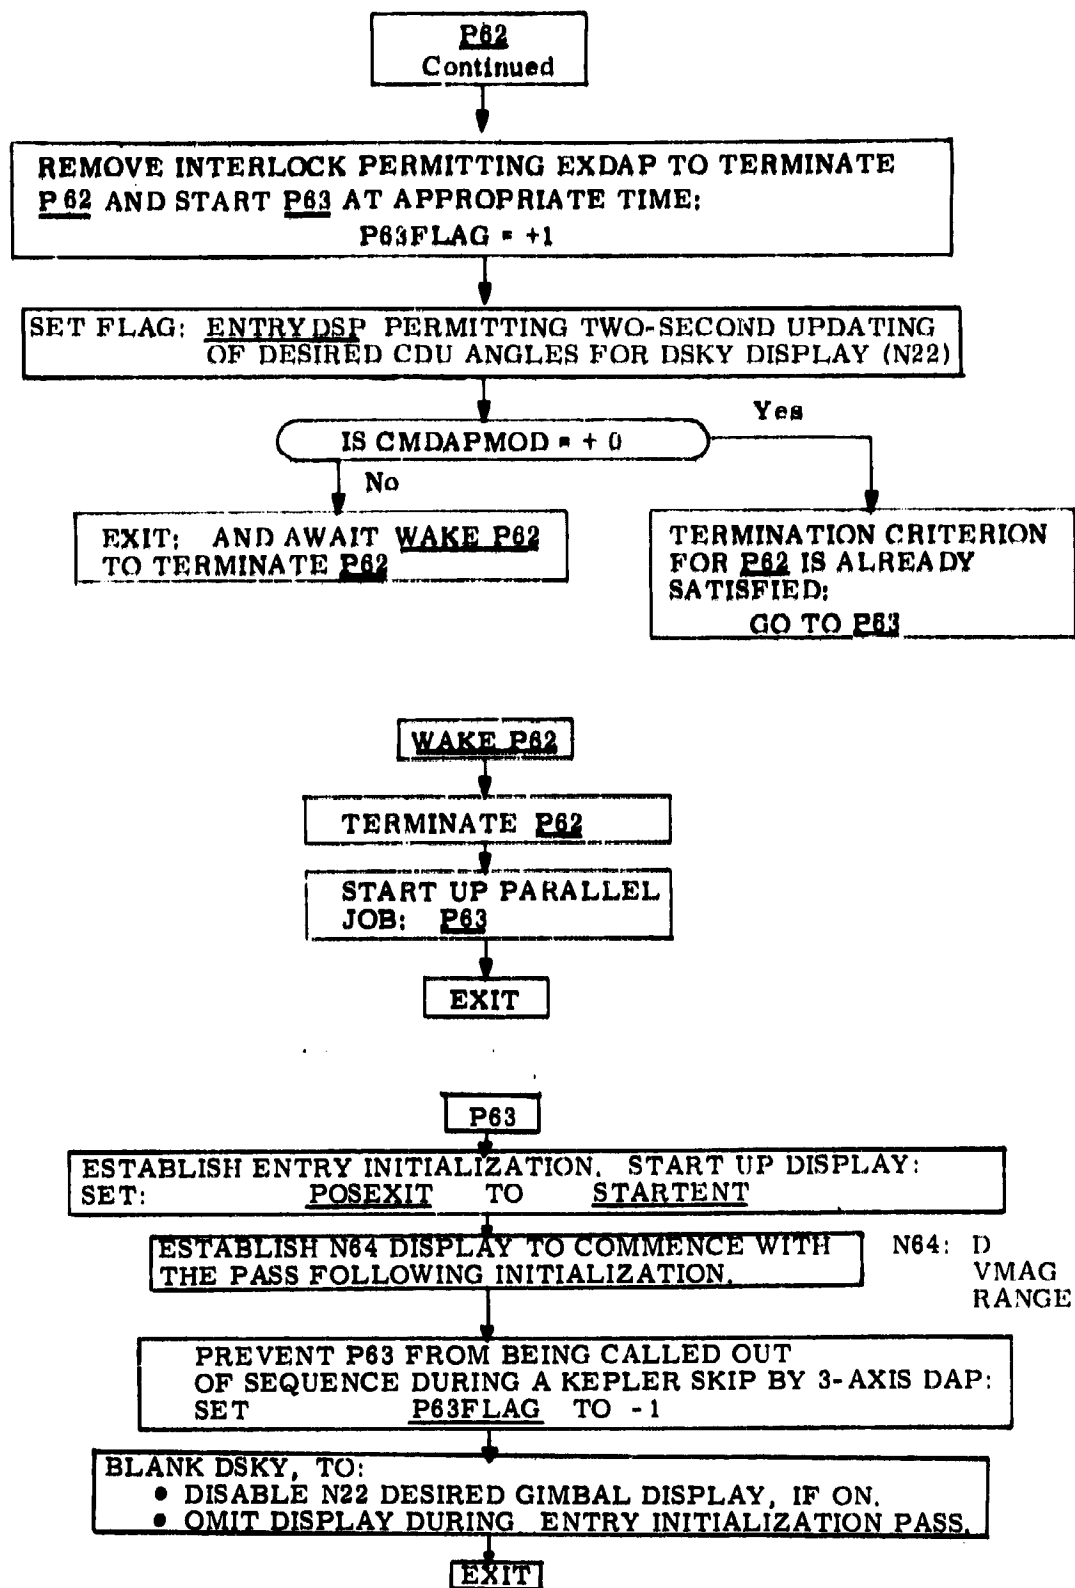 P62
Continued
REMOVE INTERLOCK PERMITTING EXDAP TO TERMINATE
P62 AND START P63 AT APPROPRIATE TIME:
P63FLAG = +1
SET FLAG: ENTRY DSP PERMITTING TWO-SECOND UPDATING
OF DESIRED CDU ANGLES FOR DSKY DISPLAY (N22)
IS CMDAPMOD = + 0
Yes
No
EXIT: AND AWAIT WAKE P62
TO TERMINATE P62
TERMINATION CRITERION
FOR P62 IS ALREADY
SATISFIED:
GO TO P63
WAKE P62
TERMINATE P62
START UP PARALLEL
JOB: P63
EXIT
P63
ESTABLISH ENTRY INITIALIZATION. START UP DISPLAY:
SET: POSEXIT TO STARTENT
ESTABLISH N64 DISPLAY TO COMMENCE WITH
THE PASS FOLLOWING INITIALIZATION.
N64: D
VMAG
RANGE
PREVENT P63 FROM BEING CALLED OUT
OF SEQUENCE DURING A KEPLER SKIP BY 3-AXIS DAP:
SET P63FLAG TO -1
BLANK DSKY, TO:
• DISABLE N22 DESIRED GIMBAL DISPLAY, IF ON.
• OMIT DISPLAY DURING ENTRY INITIALIZATION PASS.
EXIT